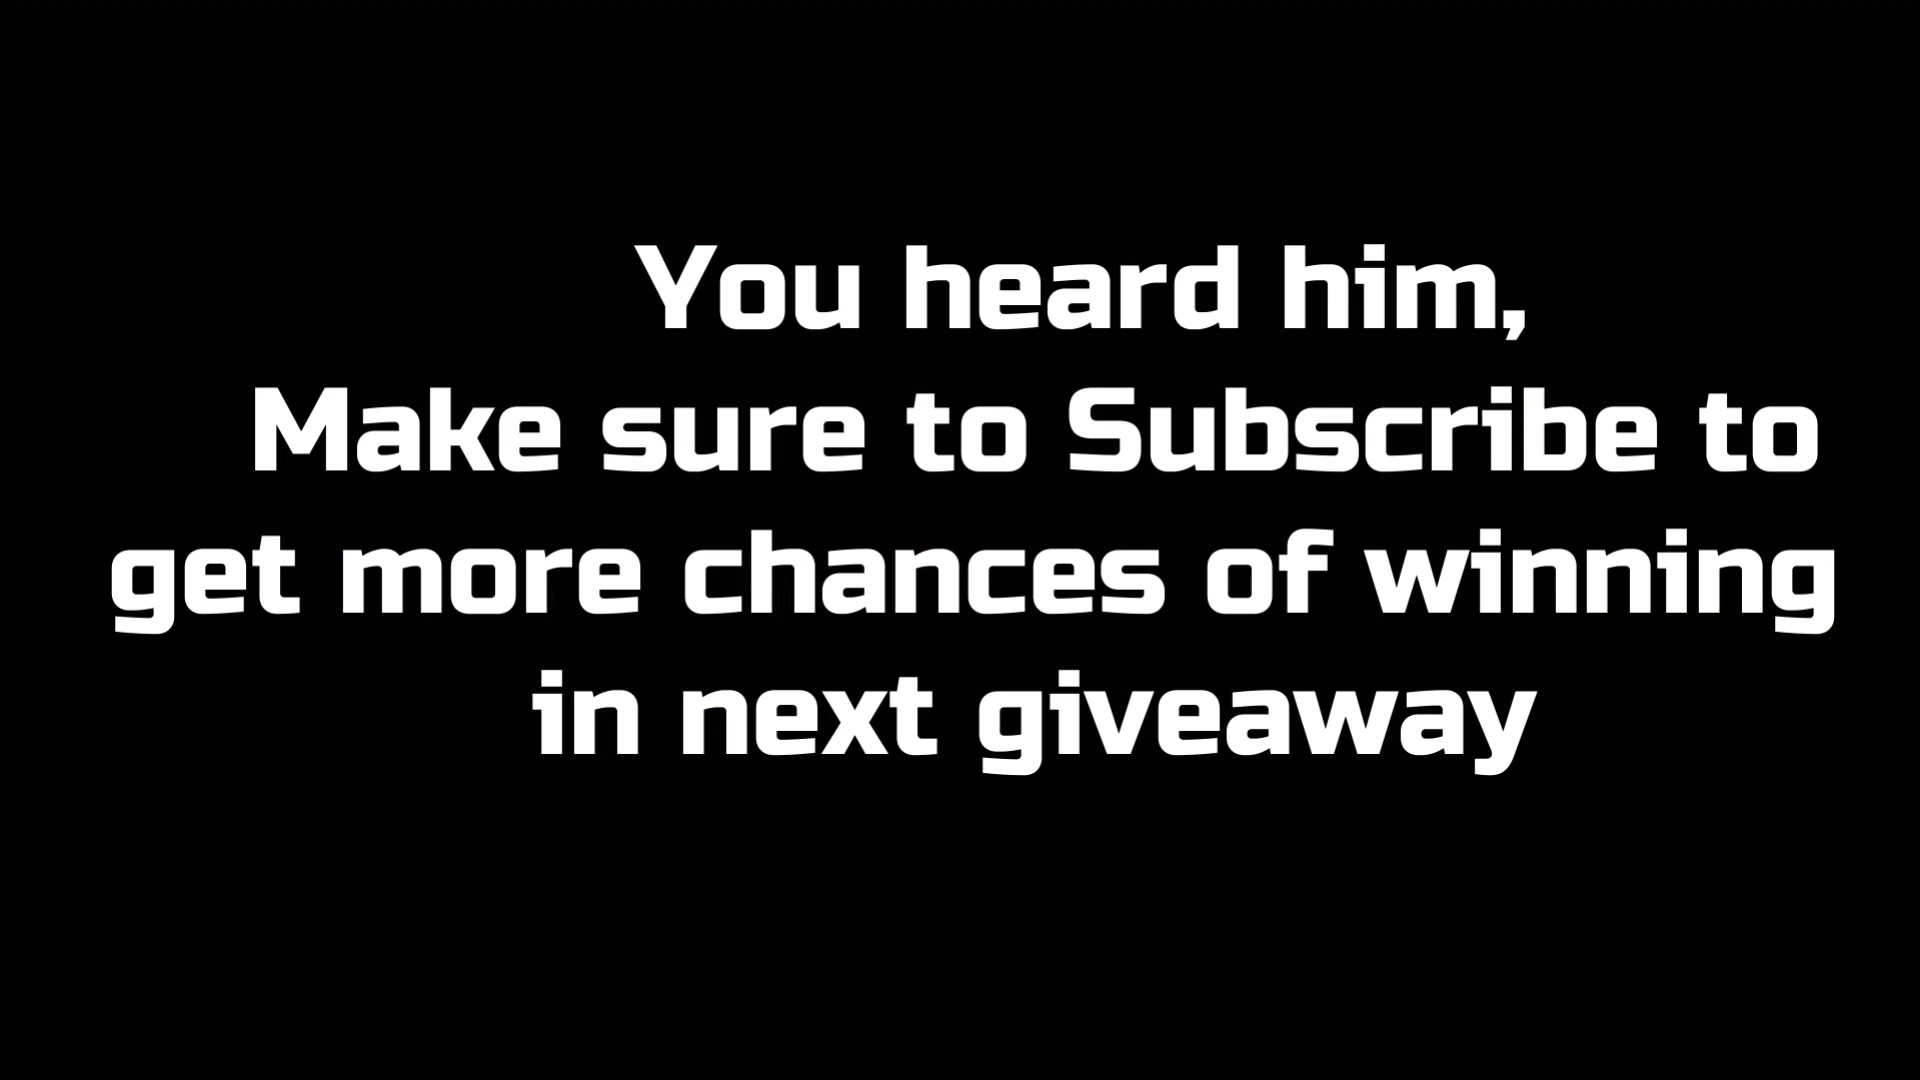 You heard him,
Make sure to Subscribe to
get more chances of winning
in next giveaway